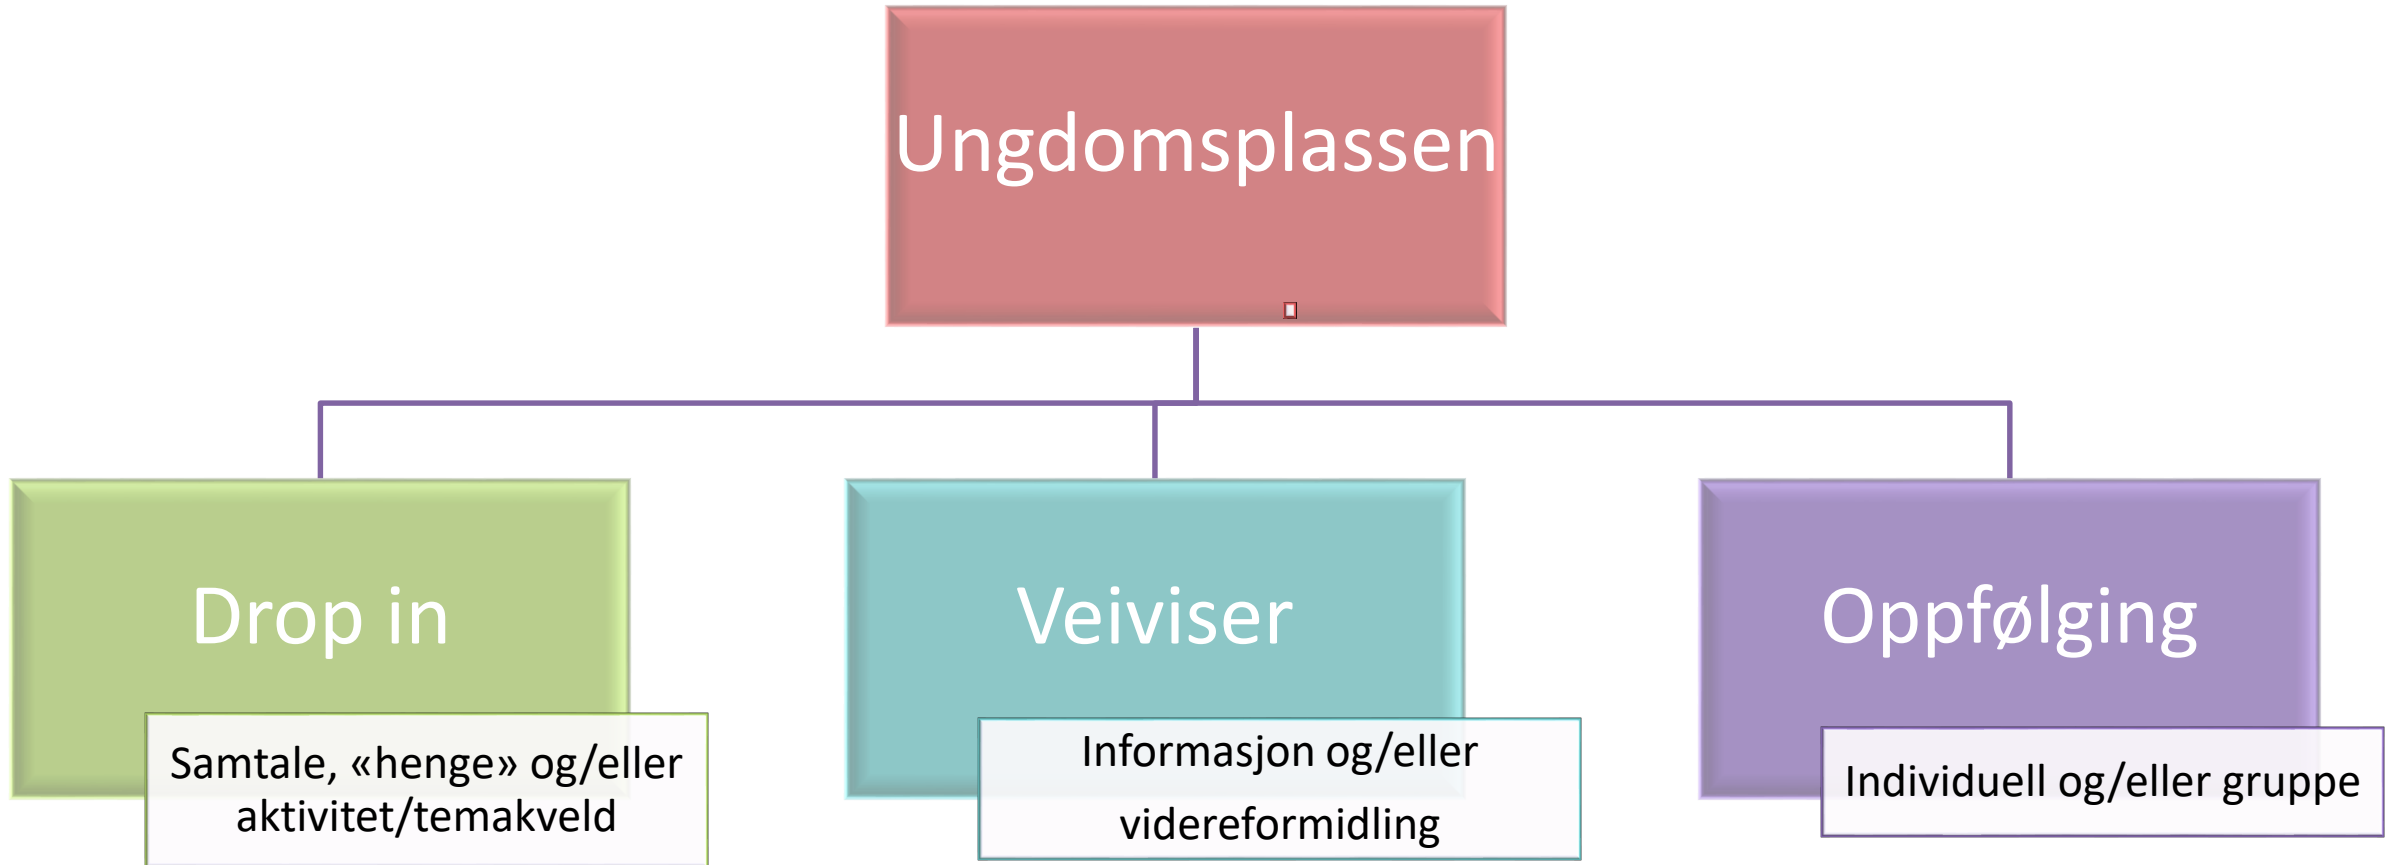 Ungdomsplassen
Drop in
Samtale, «henge» og/eller
aktivitet/temakveld
Veiviser
Informasjon og/eller
videreformidling
Oppfølging
Individuell og/eller gruppe